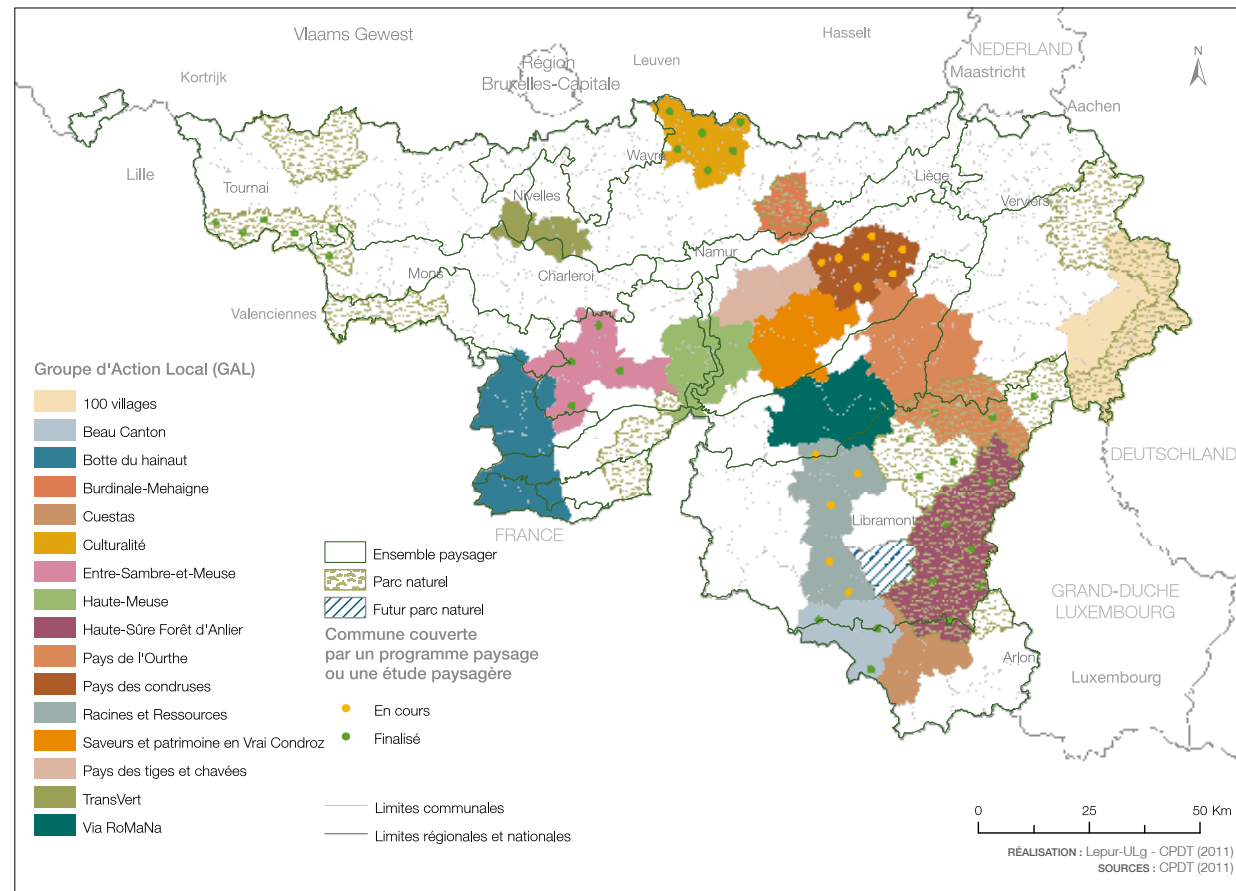 Vlaams Gewest
Hasselt
NEDERLAND
Région
Bruxelles-Capitale
Leuven
Maastricht
N
Kortrijk
Aachen
Lille
Wavre
Liège
Tournai
Nivelles
Verviers
Namur
Mons
Charleroi
Valenciennes
Groupe d'Action Local (GAL)
100 villages
Beau Canton
Botte du hainaut
Burdinale-Mehaigne
Cuestas
Culturalité
Entre-Sambre-et-Meuse
Haute-Meuse
Haute-Sûre Forêt d'Anlier
Pays de l'Ourthe
Pays des condruses
Racines et Ressources
Saveurs et patrimoine en Vrai Condroz
Pays des tiges et chavées
TransVert
Via RoMaNa
FRANCE
Ensemble paysager
Parc naturel
Futur parc naturel
Commune couverte
par un programme paysage
ou une étude paysagère
En cours
Finalisé
Limites communales
Limites régionales et nationales
DEUTSCHLAND
Libramont
GRAND-DUCHE
LUXEMBOURG
Arlon
Luxembourg
0 25 50 Km
RÉALISATION : Lepur-ULg - CPDT (2011)
SOURCES : CPDT (2011)